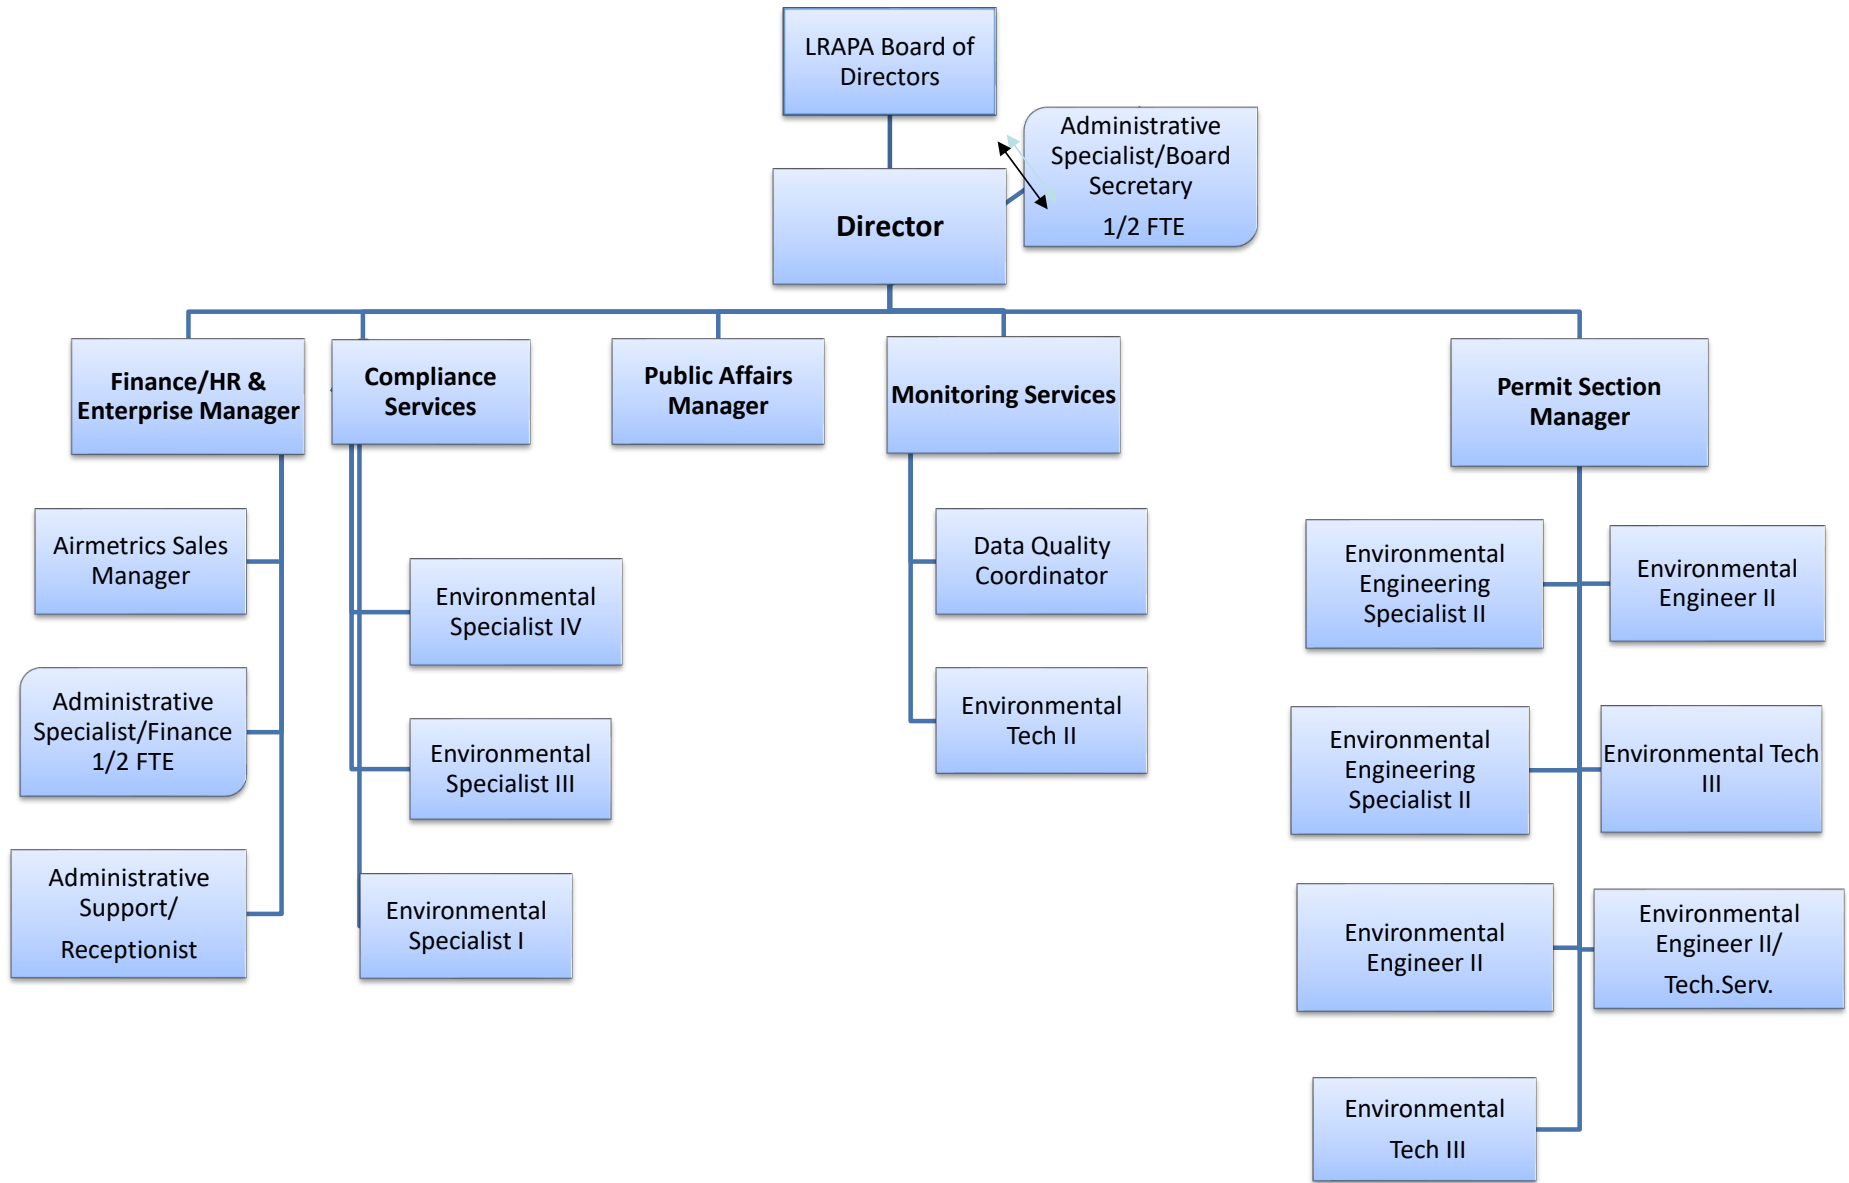 LRAPA Board of
Directors
Administrative
Specialist/Board
Secretary
1/2 FTE
Director
Finance/HR &
Enterprise Manager
Compliance
Services
Public Affairs
Manager
Monitoring Services
Permit Section
Manager
Airmetrics Sales
Manager
Administrative
Specialist/Finance
1/2 FTE
Administrative
Support/
Receptionist
Environmental
Specialist IV
Environmental
Specialist III
Environmental
Specialist I
Data Quality
Coordinator
Environmental
Tech II
Environmental
Engineering
Specialist II
Environmental
Engineer II
Environmental
Engineering
Specialist II
Environmental Tech
III
Environmental
Engineer II
Environmental
Engineer II/
Tech.Serv.
Environmental
Tech III